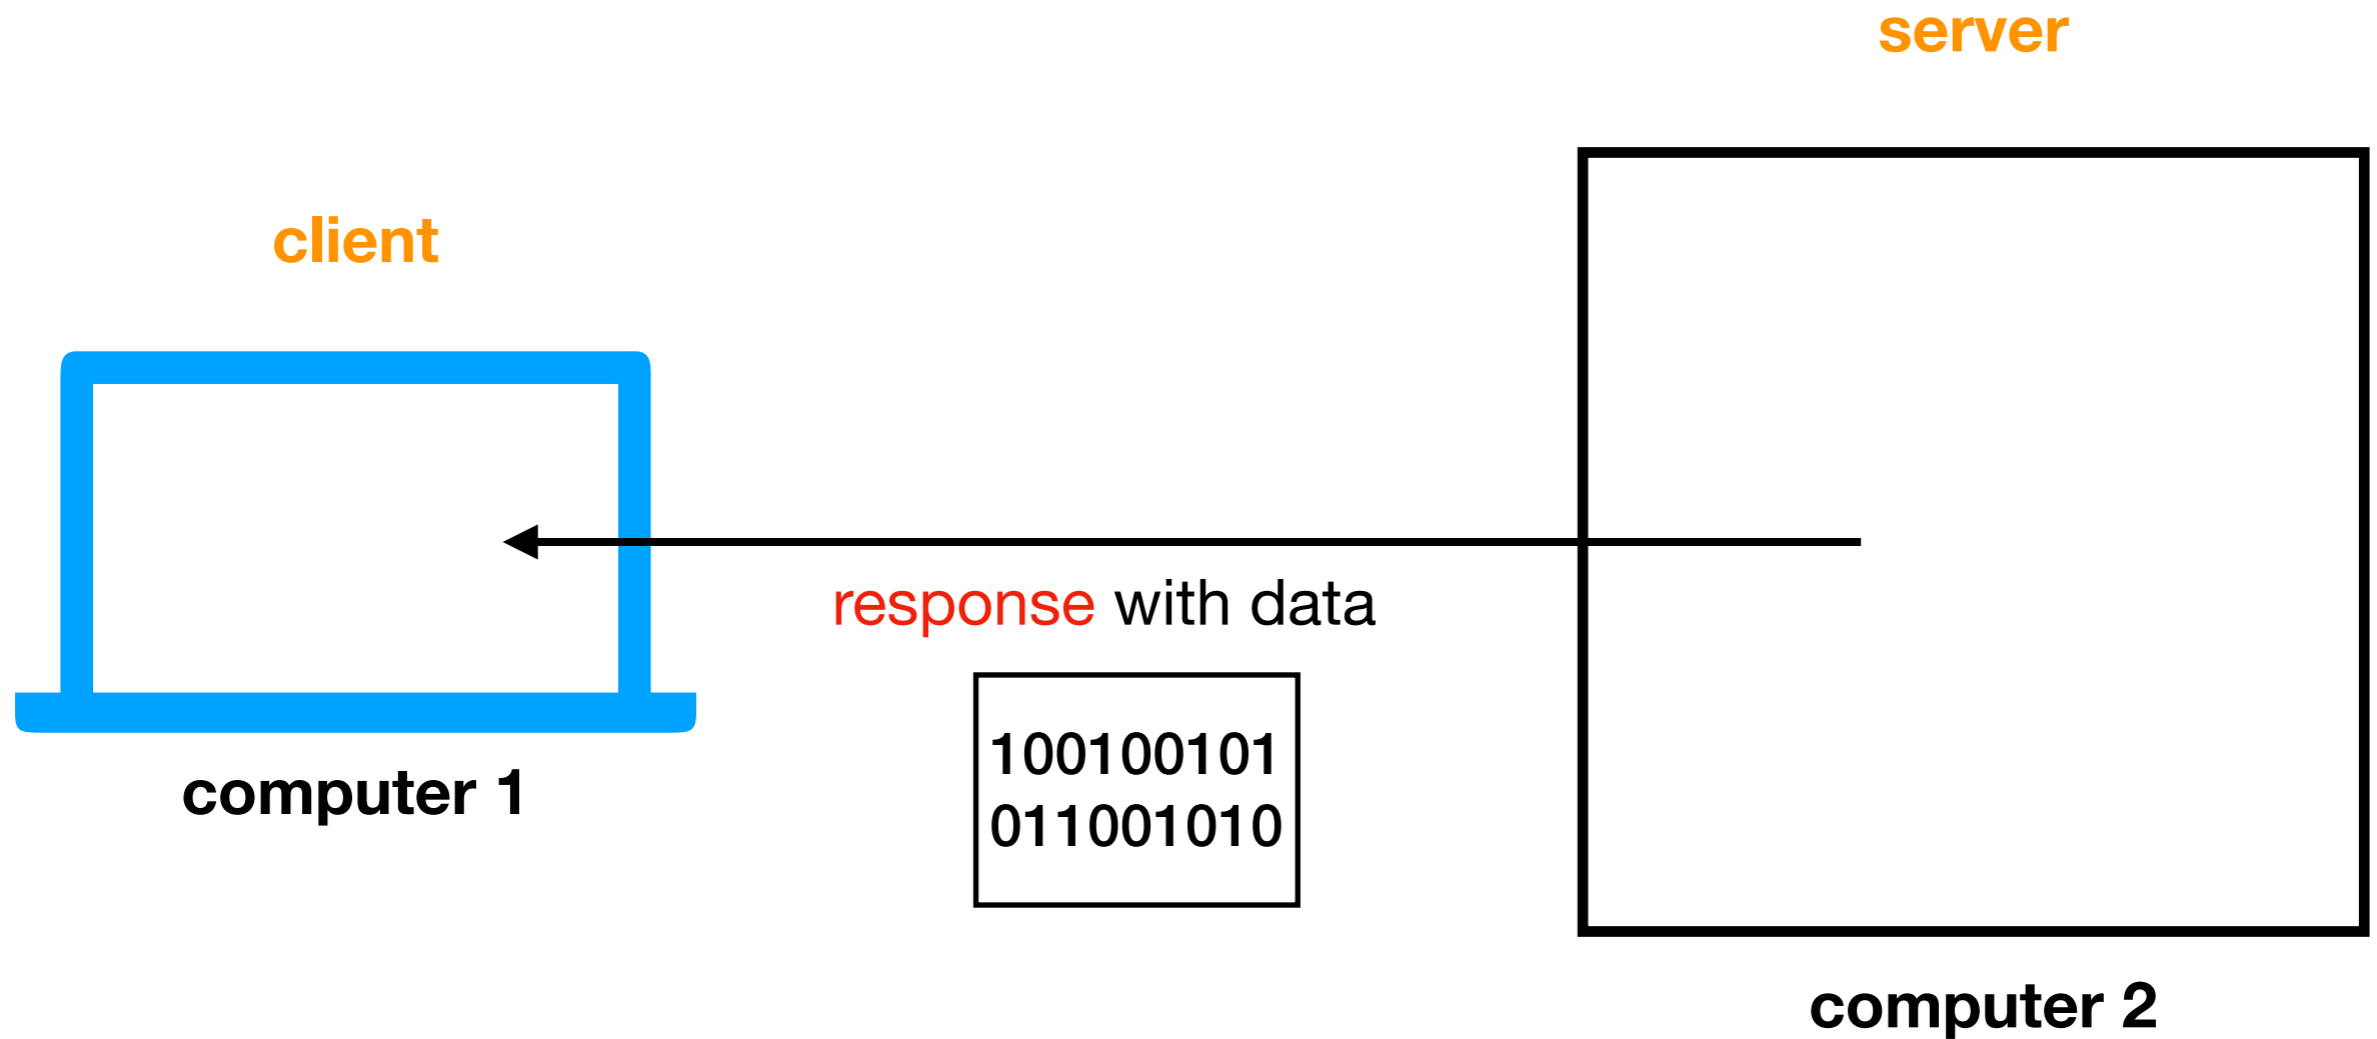 server
client
response with data
100100101
011001010
computer 1
computer 2